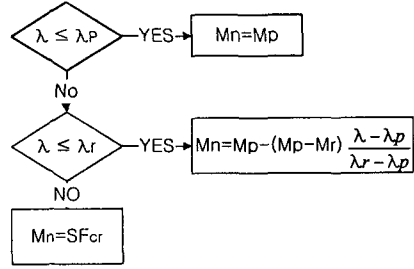 λ ≤ λP YES Mn=Mp
No
λ ≤ λr YES Mn=Mp-(Mp-Mr) (λ-λp)/(λr-λp)
NO
Mn=SFcr